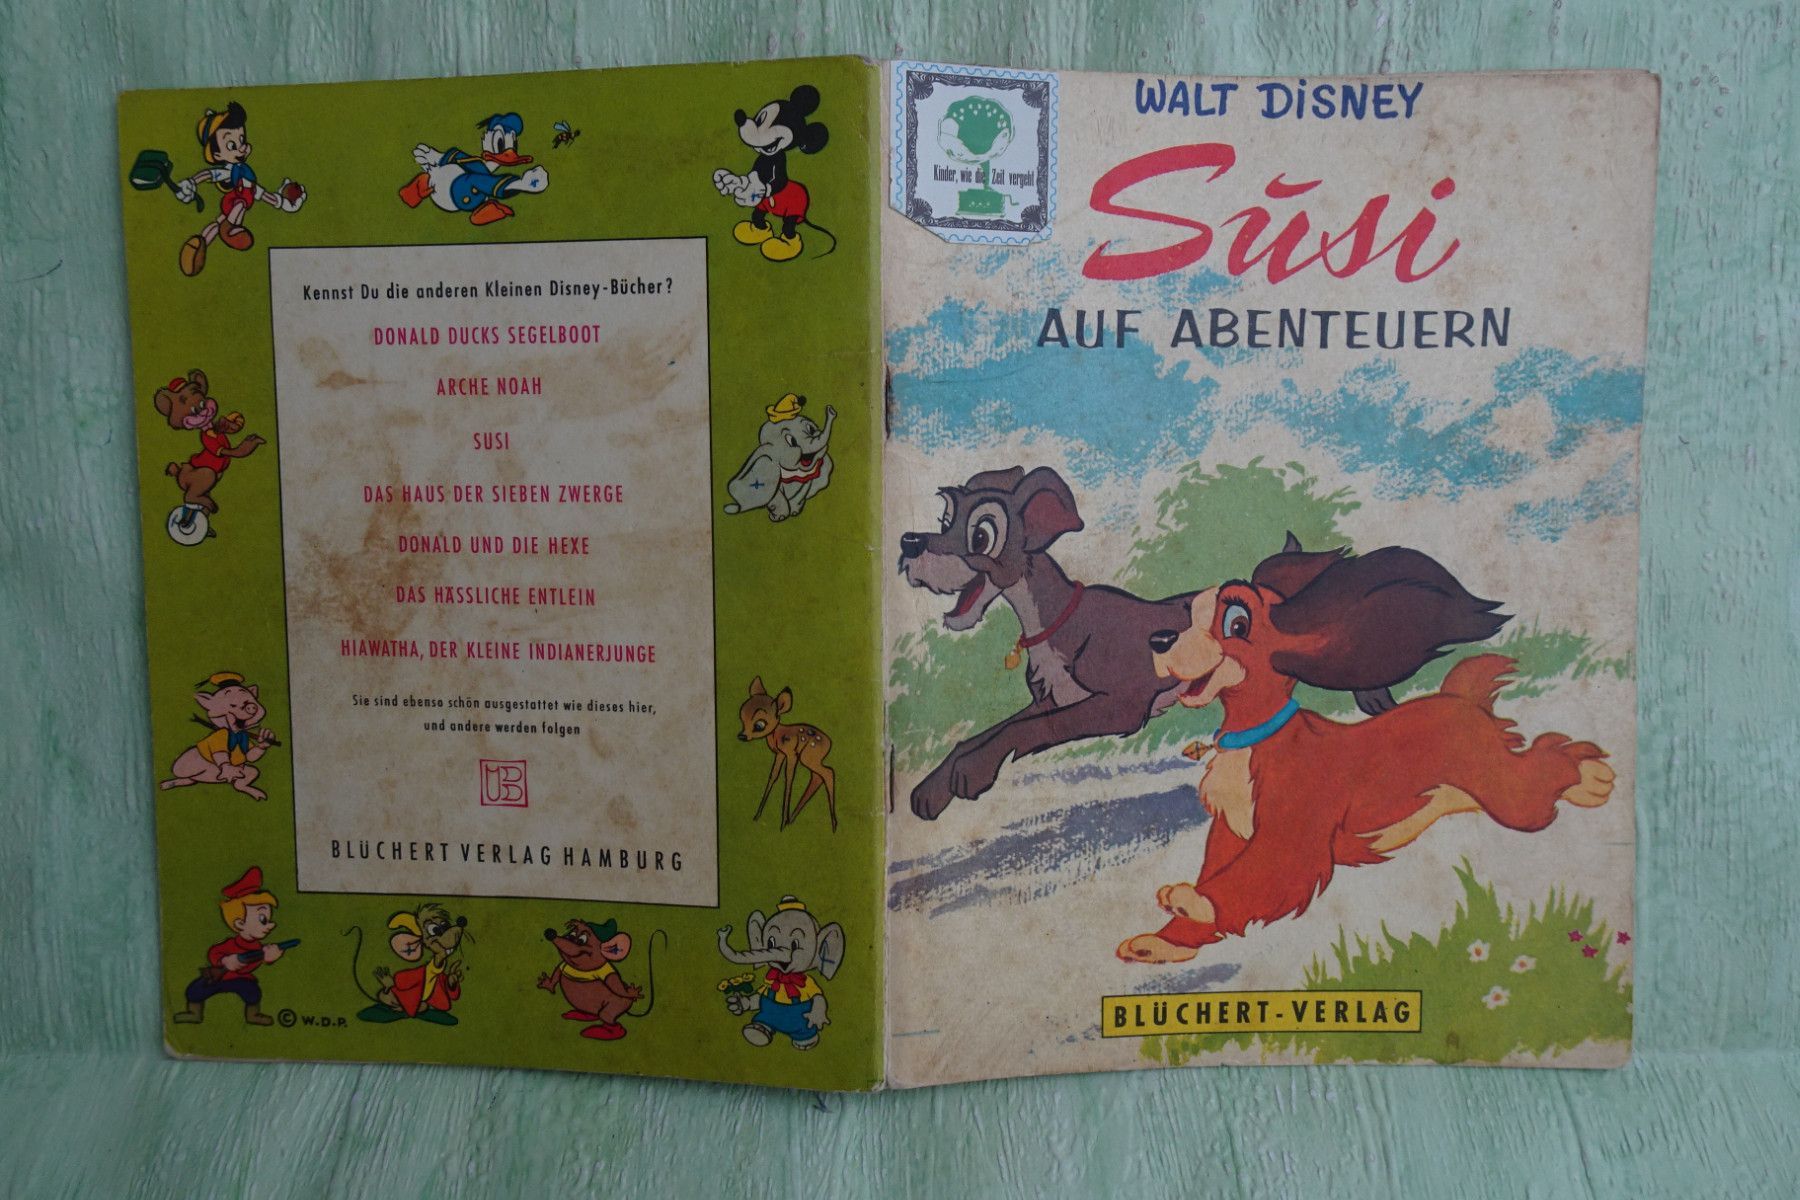 Kennst Du die anderen Kleinen Disney-Bücher?
DONALD DUCKS SEGELBOOT
ARCHE NOAH
SUSI
DAS HAUS DER SIEBEN ZWERGE
DONALD UND DIE HEXE
DAS HÄSSLICHE ENTLEIN
HIAWATHA, DER KLEINE INDIANERJUNGE
Sie sind ebenso schön ausgestattet wie dieses hier,
und andere werden folgen
BLÜCHERT VERLAG HAMBURG
© W.D.P.
Kinder, wie die Zeit vergeht
WALT DiSNEY
Susi
AUF ABENTEUERN
BLÜCHERT-VERLAG